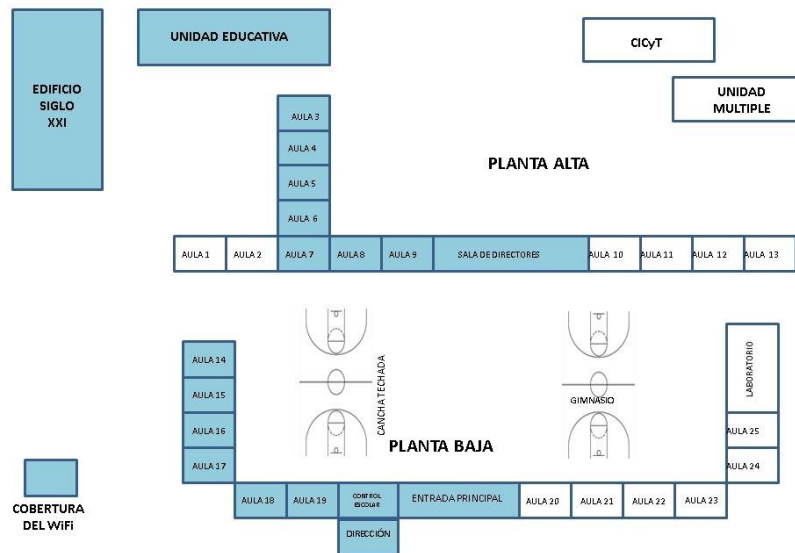 UNIDAD EDUCATIVA
CICyT
EDIFICIO
SIGLO
XXI
UNIDAD
MULTIPLE
AULA 3
AULA 4
AULA 5
AULA 6
PLANTA ALTA
AULA 1
AULA 2
AULA 7
AULA 8
AULA 9
SALA DE DIRECTORES
AULA 10
AULA 11
AULA 12
AULA 13
AULA 14
AULA 15
AULA 16
AULA 17
CANCHA TECHADA
GIMNASIO
LABORATORIO
PLANTA BAJA
AULA 25
AULA 24
AULA 18
AULA 19
CONTROL
ESCOLAR
ENTRADA PRINCIPAL
AULA 20
AULA 21
AULA 22
AULA 23
DIRECCIÓN
COBERTURA
DEL WiFi